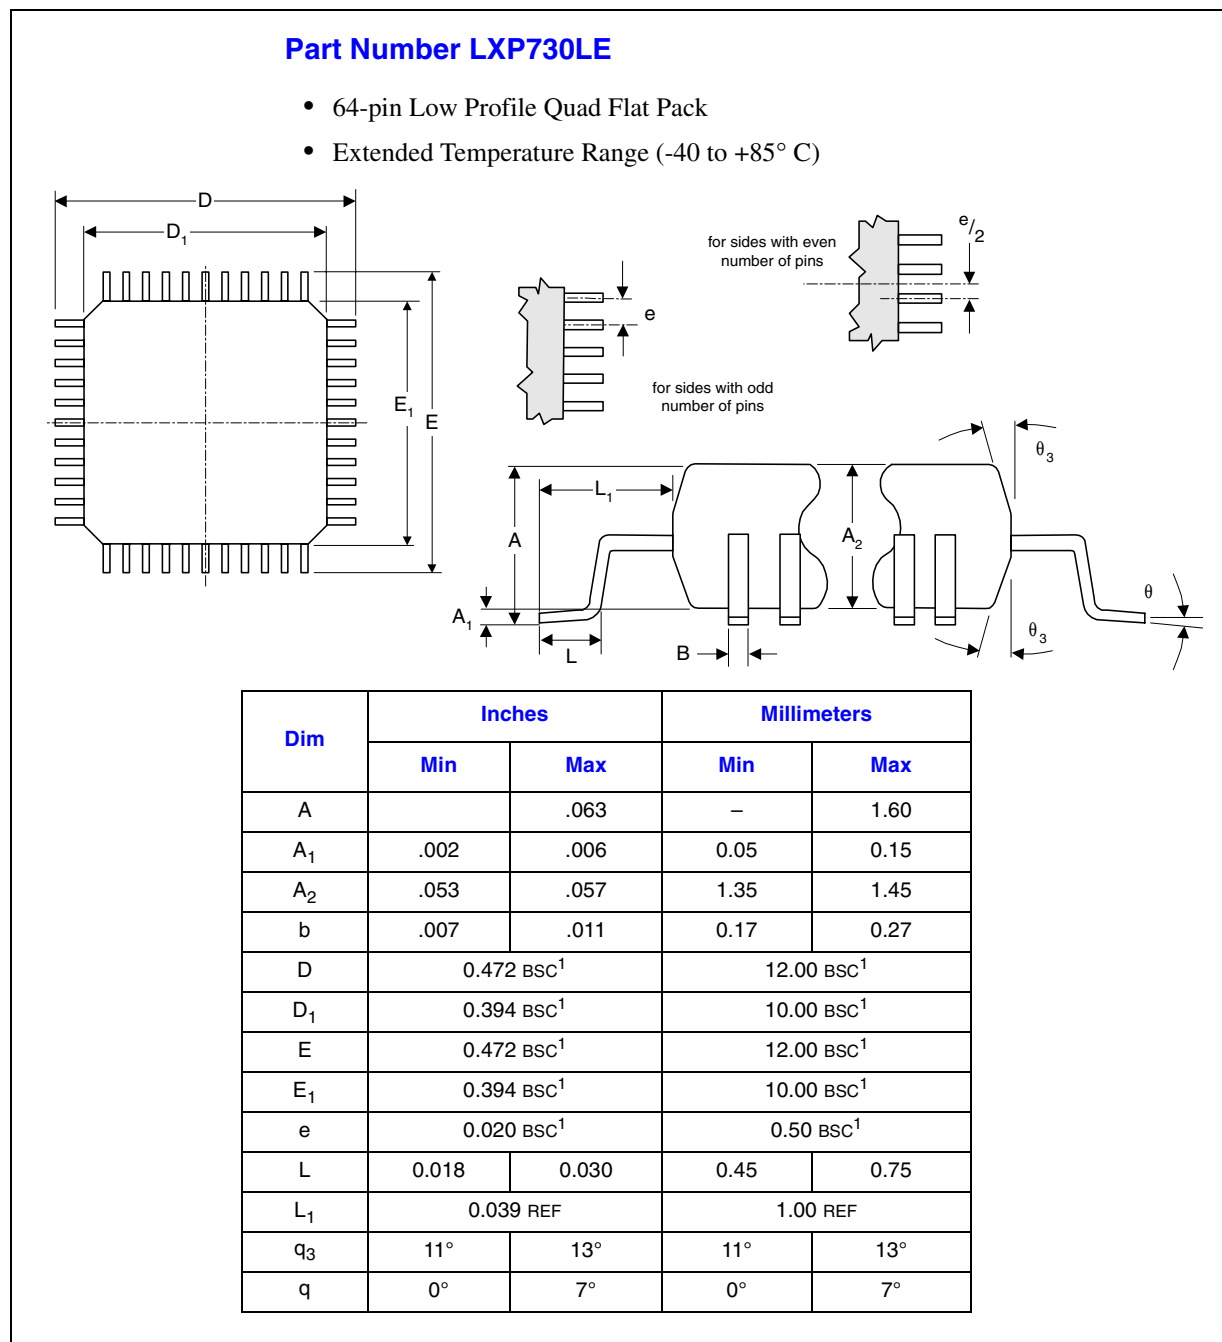 Part Number LXP730LE
• 64-pin Low Profile Quad Flat Pack
• Extended Temperature Range (-40 to +85° C)
D
D1
E1
E
e
for sides with odd
number of pins
for sides with even
number of pins
e/2
L1
A
A1
L
B
A2
θ3
θ3
θ
Dim Inches Millimeters
Min Max Min Max
A .063 – 1.60
A1 .002 .006 0.05 0.15
A2 .053 .057 1.35 1.45
b .007 .011 0.17 0.27
D 0.472 BSC1 12.00 BSC1
D1 0.394 BSC1 10.00 BSC1
E 0.472 BSC1 12.00 BSC1
E1 0.394 BSC1 10.00 BSC1
e 0.020 BSC1 0.50 BSC1
L 0.018 0.030 0.45 0.75
L1 0.039 REF 1.00 REF
q3 11° 13° 11° 13°
q 0° 7° 0° 7°